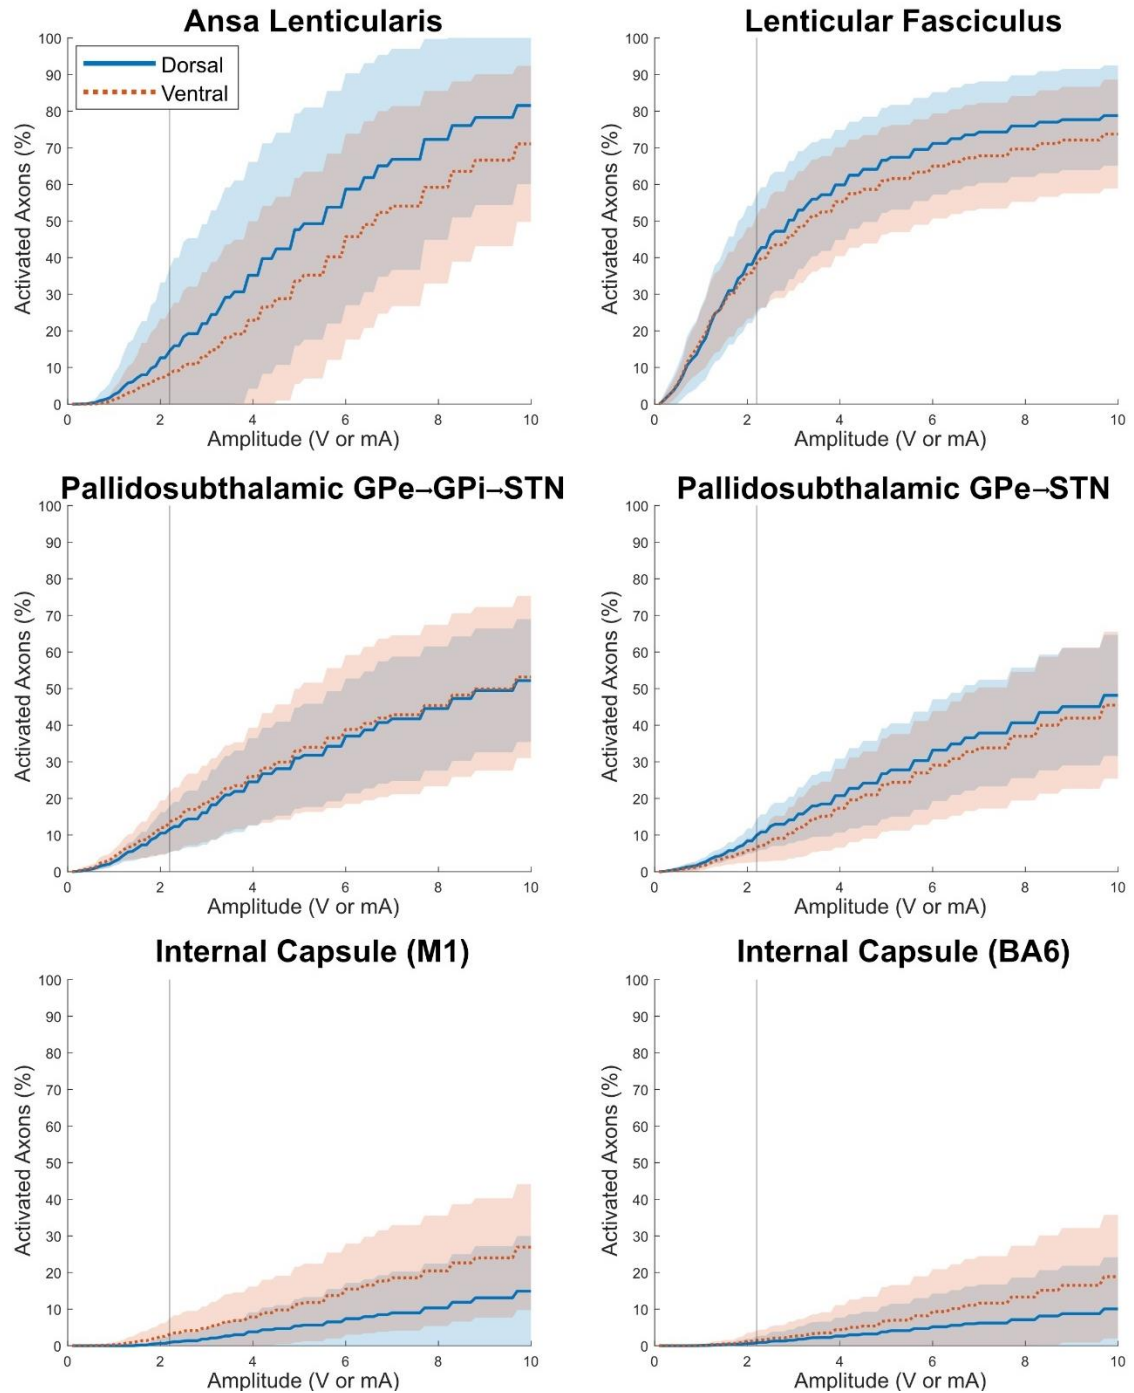 Ansa Lenticularis
Lenticular Fasciculus
Dorsal
Ventral
100
90
80
70
60
50
40
30
20
10
0
Activated Axons (%)
0 2 4 6 8 10
Amplitude (V or mA)
100
90
80
70
60
50
40
30
20
10
0
Activated Axons (%)
0 2 4 6 8 10
Amplitude (V or mA)
Pallidosubthalamic GPe→GPi→STN
Pallidosubthalamic GPe→STN
100
90
80
70
60
50
40
30
20
10
0
Activated Axons (%)
0 2 4 6 8 10
Amplitude (V or mA)
100
90
80
70
60
50
40
30
20
10
0
Activated Axons (%)
0 2 4 6 8 10
Amplitude (V or mA)
Internal Capsule (M1)
Internal Capsule (BA6)
100
90
80
70
60
50
40
30
20
10
0
Activated Axons (%)
0 2 4 6 8 10
Amplitude (V or mA)
100
90
80
70
60
50
40
30
20
10
0
Activated Axons (%)
0 2 4 6 8 10
Amplitude (V or mA)